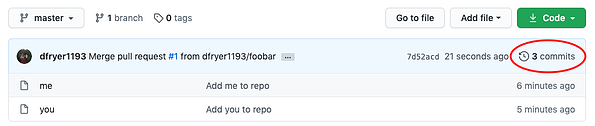 master 1 branch 0 tags Go to file Add file Code
dfryer1193 Merge pull request #1 from dfryer1193/foobar ... 7d52acd 21 seconds ago 3 commits
me Add me to repo 6 minutes ago
you Add you to repo 5 minutes ago